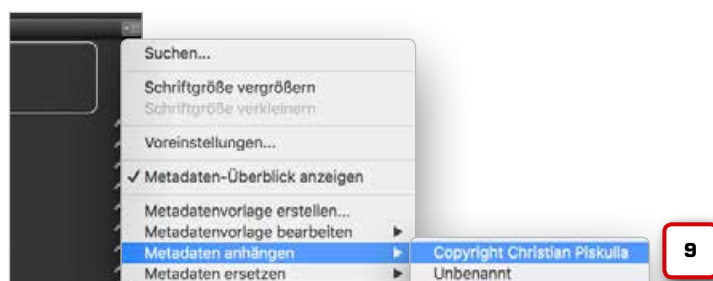 Suchen...
Schriftgröße vergrößern
Schriftgröße verkleinern
Voreinstellungen...
✓ Metadaten-Überblick anzeigen
Metadatenvorlage erstellen...
Metadatenvorlage bearbeiten
Metadaten anhängen
Copyright Christian Piskulla
9
Metadaten ersetzen
Unbenannt